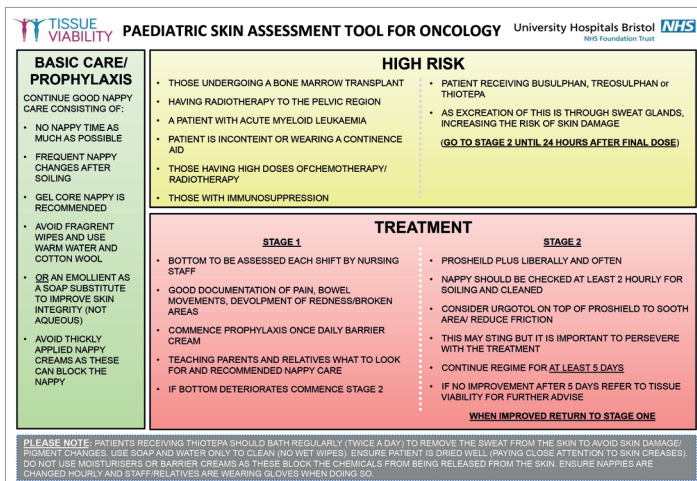 TISSUE
VIABILITY
PAEDIATRIC SKIN ASSESSMENT TOOL FOR ONCOLOGY
University Hospitals Bristol NHS
NHS Foundation Trust
BASIC CARE/
PROPHYLAXIS
CONTINUE GOOD NAPPY
CARE CONSISTING OF:
• NO NAPPY TIME AS
MUCH AS POSSIBLE
• FREQUENT NAPPY
CHANGES AFTER
SOILING
• GEL CORE NAPPY IS
RECOMMENDED
• AVOID FRAGRENT
WIPES AND USE
WARM WATER AND
COTTON WOOL
• OR AN EMOLLIENT AS
A SOAP SUBSTITUTE
TO IMPROVE SKIN
INTEGRITY (NOT
AQUEOUS)
• AVOID THICKLY
APPLIED NAPPY
CREAMS AS THESE
CAN BLOCK THE
NAPPY
HIGH RISK
• THOSE UNDERGOING A BONE MARROW TRANSPLANT
• HAVING RADIOTHERAPY TO THE PELVIC REGION
• A PATIENT WITH ACUTE MYELOID LEUKAEMIA
• PATIENT IS INCONTEINT OR WEARING A CONTINENCE
AID
• THOSE HAVING HIGH DOSES OFCHEMOTHERAPY/
RADIOTHERAPY
• THOSE WITH IMMUNOSUPPRESSION
• PATIENT RECEIVING BUSULPHAN, TREOSULPHAN or
THIOTEPA
• AS EXCREATION OF THIS IS THROUGH SWEAT GLANDS,
INCREASING THE RISK OF SKIN DAMAGE
(GO TO STAGE 2 UNTIL 24 HOURS AFTER FINAL DOSE)
TREATMENT
STAGE 1
• BOTTOM TO BE ASSESSED EACH SHIFT BY NURSING
STAFF
• GOOD DOCUMENTATION OF PAIN, BOWEL
MOVEMENTS, DEVOLPMENT OF REDNESS/BROKEN
AREAS
• COMMENCE PROPHYLAXIS ONCE DAILY BARRIER
CREAM
• TEACHING PARENTS AND RELATIVES WHAT TO LOOK
FOR AND RECOMMENDED NAPPY CARE
• IF BOTTOM DETERIORATES COMMENCE STAGE 2
STAGE 2
• PROSHEILD PLUS LIBERALLY AND OFTEN
• NAPPY SHOULD BE CHECKED AT LEAST 2 HOURLY FOR
SOILING AND CLEANED
• CONSIDER URGOTOL ON TOP OF PROSHIELD TO SOOTH
AREA/ REDUCE FRICTION
• THIS MAY STING BUT IT IS IMPORTANT TO PERSEVERE
WITH THE TREATMENT
• CONTINUE REGIME FOR AT LEAST 5 DAYS
• IF NO IMPROVEMENT AFTER 5 DAYS REFER TO TISSUE
VIABILITY FOR FURTHER ADVISE
WHEN IMPROVED RETURN TO STAGE ONE
PLEASE NOTE: PATIENTS RECEIVING THIOTEPA SHOULD BATH REGULARLY (TWICE A DAY) TO REMOVE THE SWEAT FROM THE SKIN TO AVOID SKIN DAMAGE/
PIGMENT CHANGES. USE SOAP AND WATER ONLY TO CLEAN (NO WET WIPES). ENSURE PATIENT IS DRIED WELL (PAYING CLOSE ATTENTION TO SKIN CREASES).
DO NOT USE MOISTURISERS OR BARRIER CREAMS AS THESE BLOCK THE CHEMICALS FROM BEING RELEASED FROM THE SKIN. ENSURE NAPPIES ARE
CHANGED HOURLY AND STAFF/RELATIVES ARE WEARING GLOVES WHEN DOING SO.